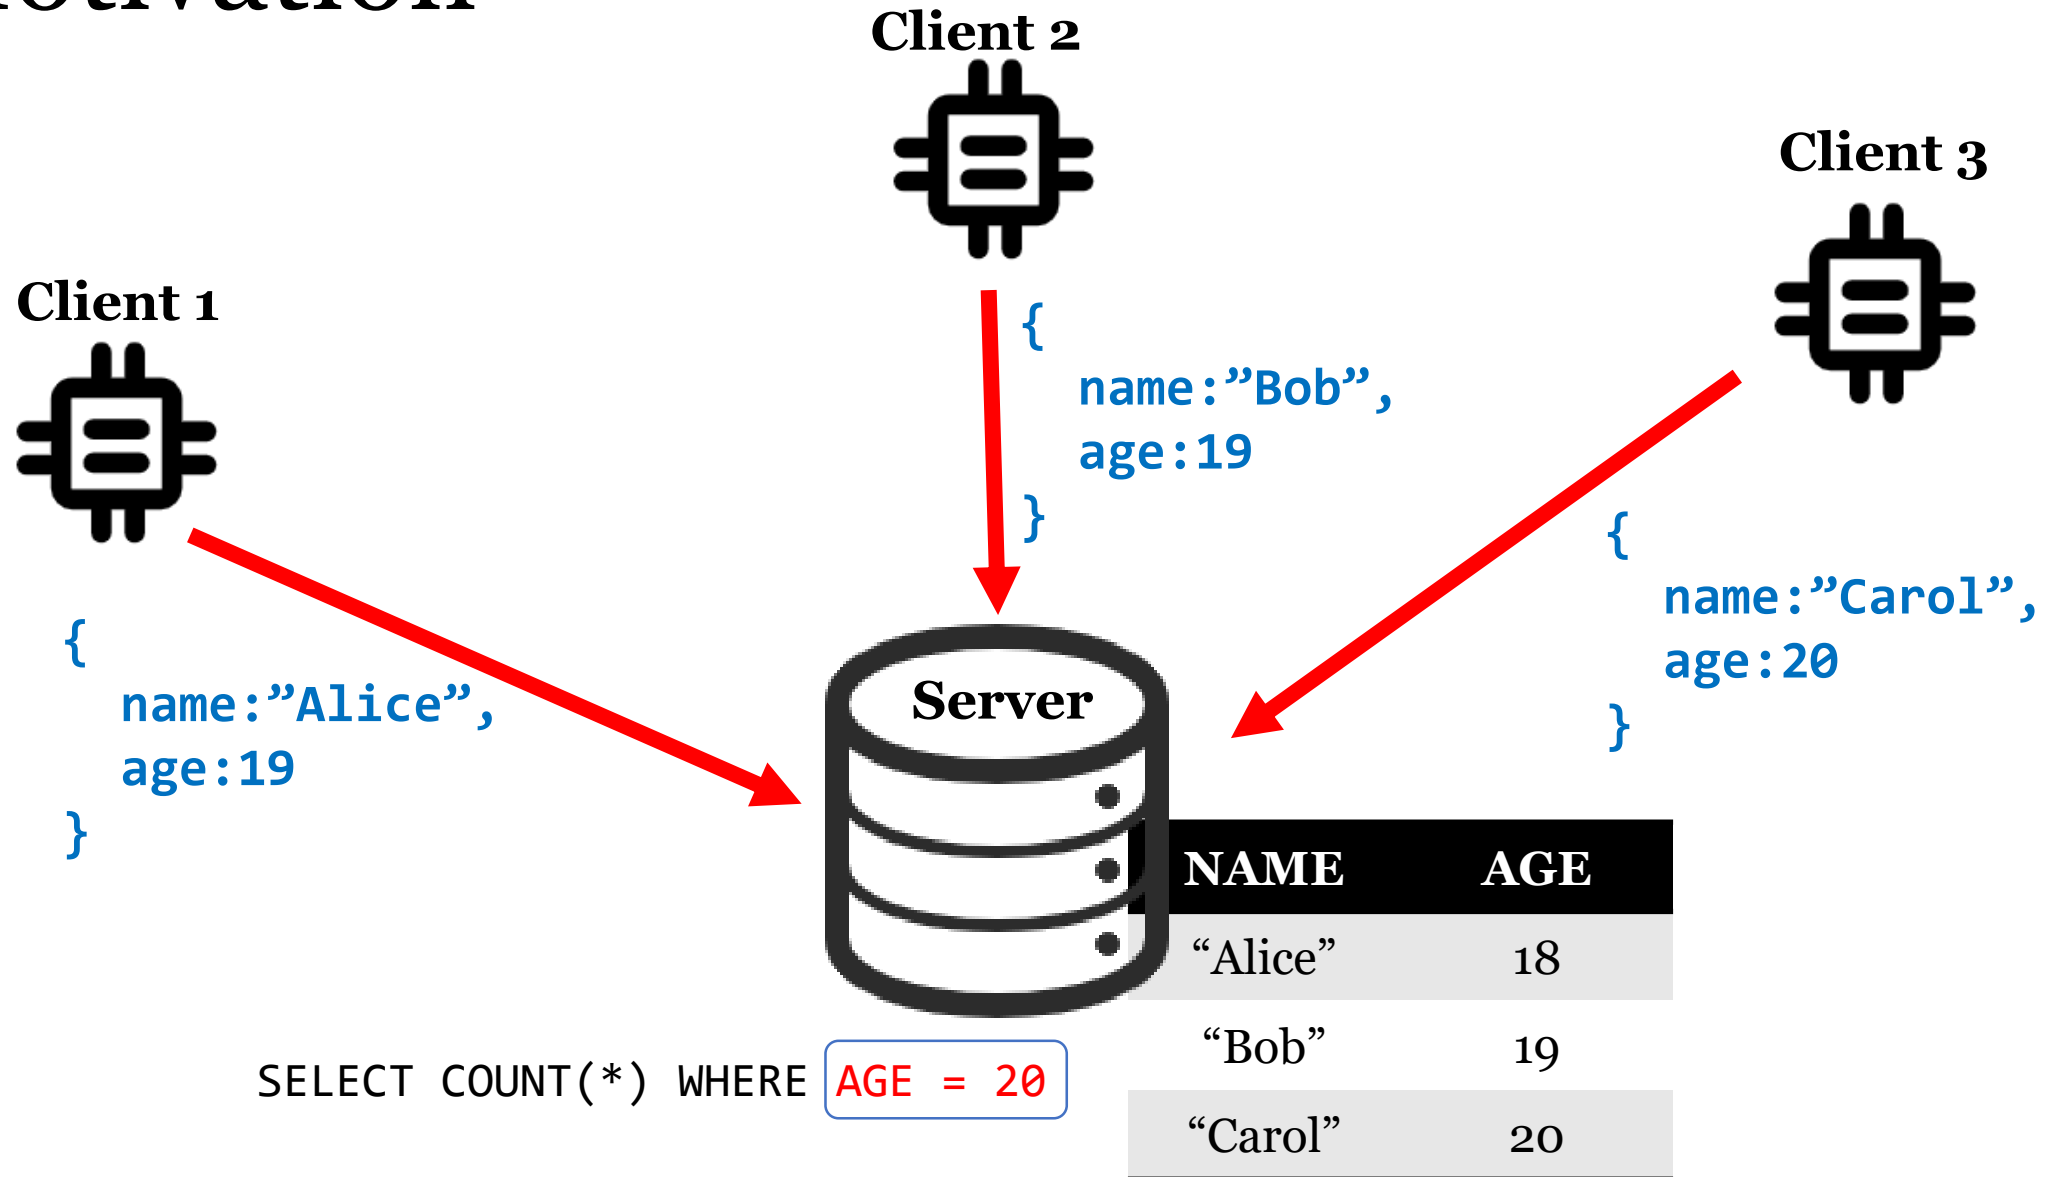 Client 2
Client 3
Client 1
{
name:”Bob”,
age:19
}
{
name:”Carol”,
age:20
}
{
name:”Alice”,
age:19
}
Server
NAME AGE
“Alice” 18
“Bob” 19
“Carol” 20
SELECT COUNT(*) WHERE AGE = 20